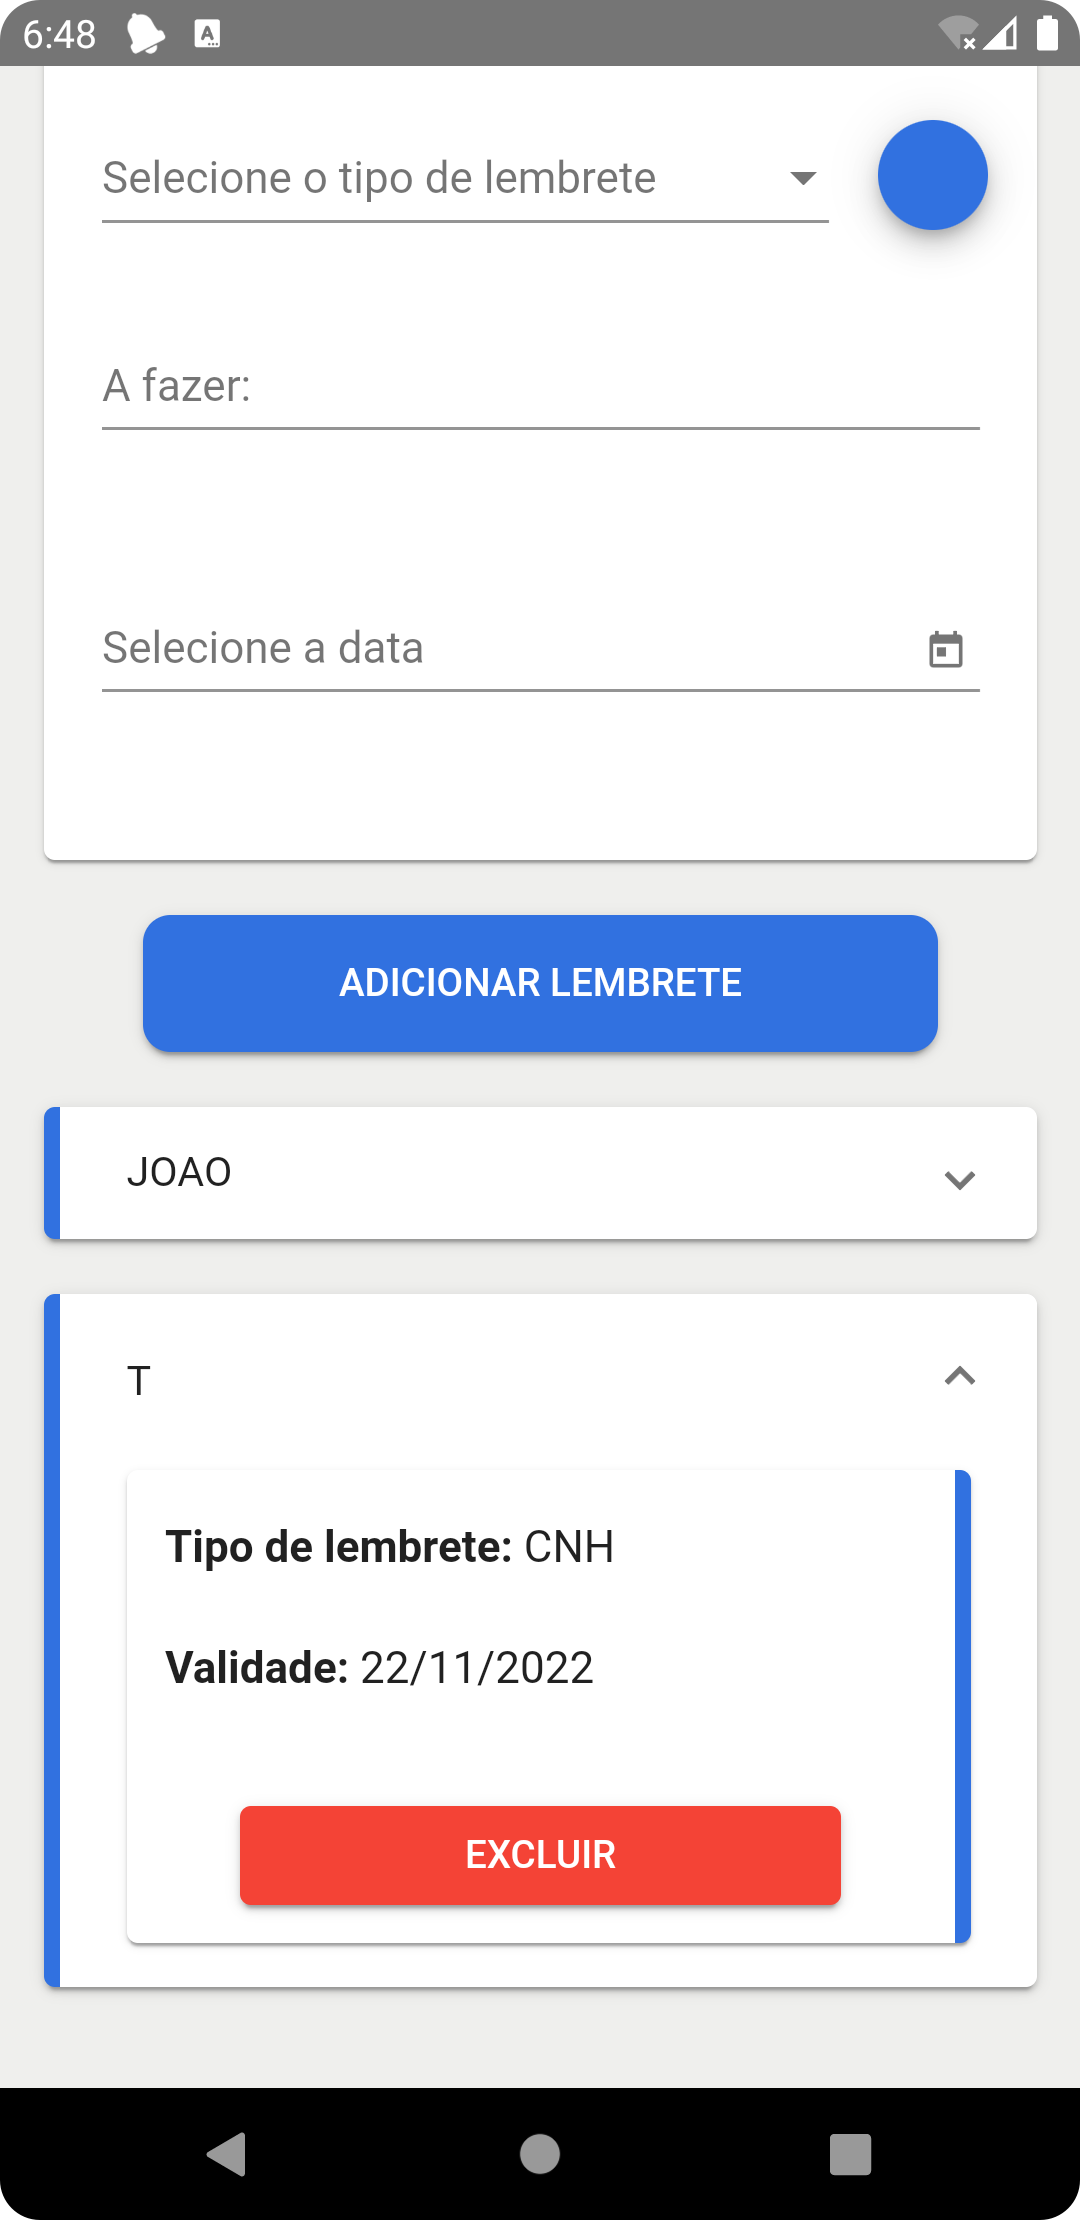 6:48
Selecione o tipo de lembrete
A fazer:
Selecione a data
ADICIONAR LEMBRETE
JOAO
T
Tipo de lembrete: CNH
Validade: 22/11/2022
EXCLUIR